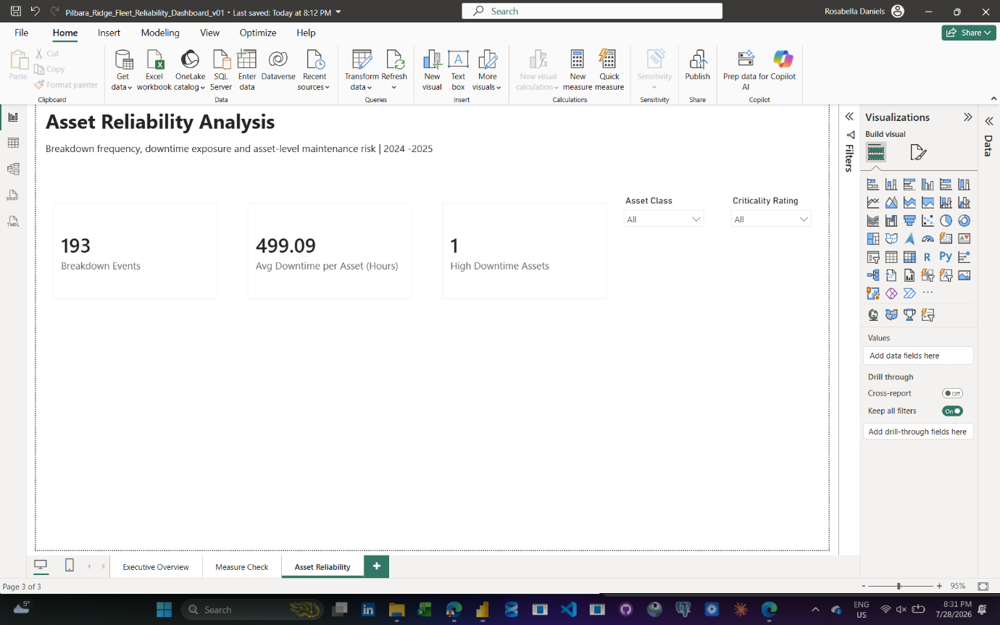 Pilbara_Ridge_Fleet_Reliability_Dashboard_v01 • Last saved: Today at 8:12 PM
Search
Rosabella Daniels
File Home Insert Modeling View Optimize Help
Share
Paste
Cut
Copy
Format painter
Clipboard
Get data
Excel workbook
OneLake catalog
SQL Server
Enter data
Dataverse
Recent sources
Data
Transform data
Refresh
Queries
New visual
Text box
More visuals
Insert
New visual calculation
New measure
Quick measure
Calculations
Sensitivity
Sensitivity
Publish
Share
Prep data for AI
Copilot
Copilot
DAX
TMDL
Asset Reliability Analysis
Breakdown frequency, downtime exposure and asset-level maintenance risk | 2024 -2025
193
Breakdown Events
499.09
Avg Downtime per Asset (Hours)
1
High Downtime Assets
Asset Class
All
Criticality Rating
All
Filters
Visualizations
Build visual
123
R
Py
Values
Add data fields here
Drill through
Cross-report
Off
Keep all filters
On
Add drill-through fields here
Data
Executive Overview
Measure Check
Asset Reliability
+
Page 3 of 3
- + 95%
9°
Search
ENG
US
8:31 PM
7/28/2026